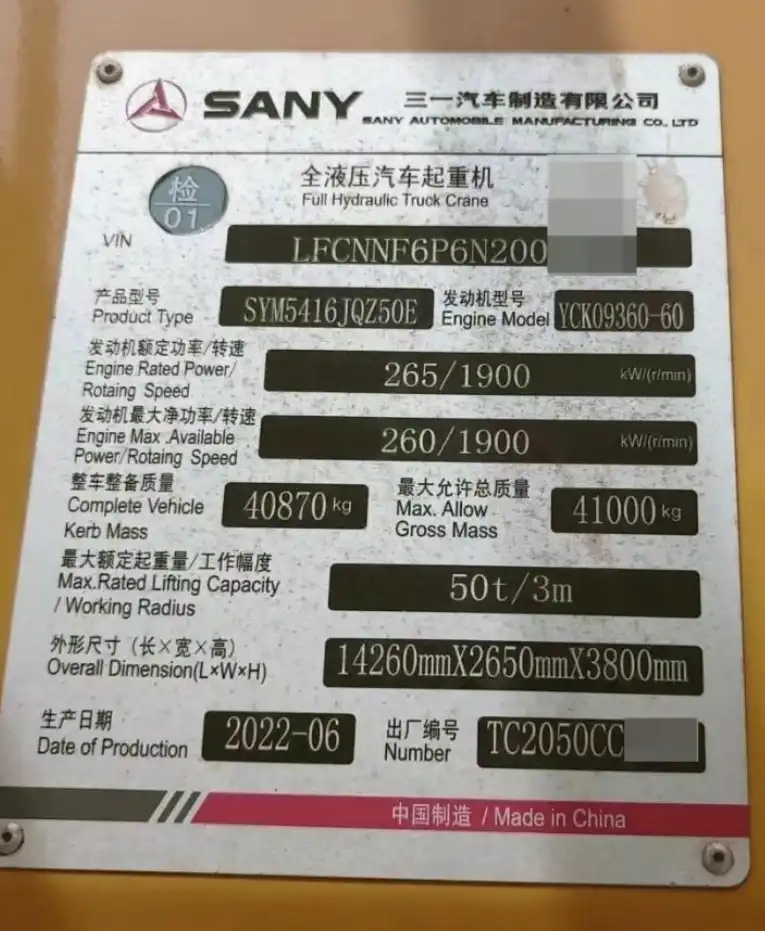 SANY 三一汽车制造有限公司
SANY AUTOMOBILE MANUFACTURING CO., LTD
检
01
全液压汽车起重机
Full Hydraulic Truck Crane
VIN LFCNNF6P6N200
产品型号 SYM5416JQZ50E 发动机型号 YCK09360-60
Product Type Engine Model
发动机额定功率/转速
Engine Rated Power/ 265/1900 kW/(r/min)
Rotaing Speed
发动机最大净功率/转速
Engine Max .Available 260/1900 kW/(r/min)
Power/Rotaing Speed
整车整备质量 最大允许总质量
Complete Vehicle 40870 kg Max. Allow 41000 kg
Kerb Mass Gross Mass
最大额定起重量/工作幅度
Max.Rated Lifting Capacity 50t/3m
/ Working Radius
外形尺寸（长×宽×高） 14260mmX2650mmX3800mm
Overall Dimension(L×W×H)
生产日期 2022-06 出厂编号 TC2050CC
Date of Production Number
中国制造 / Made in China